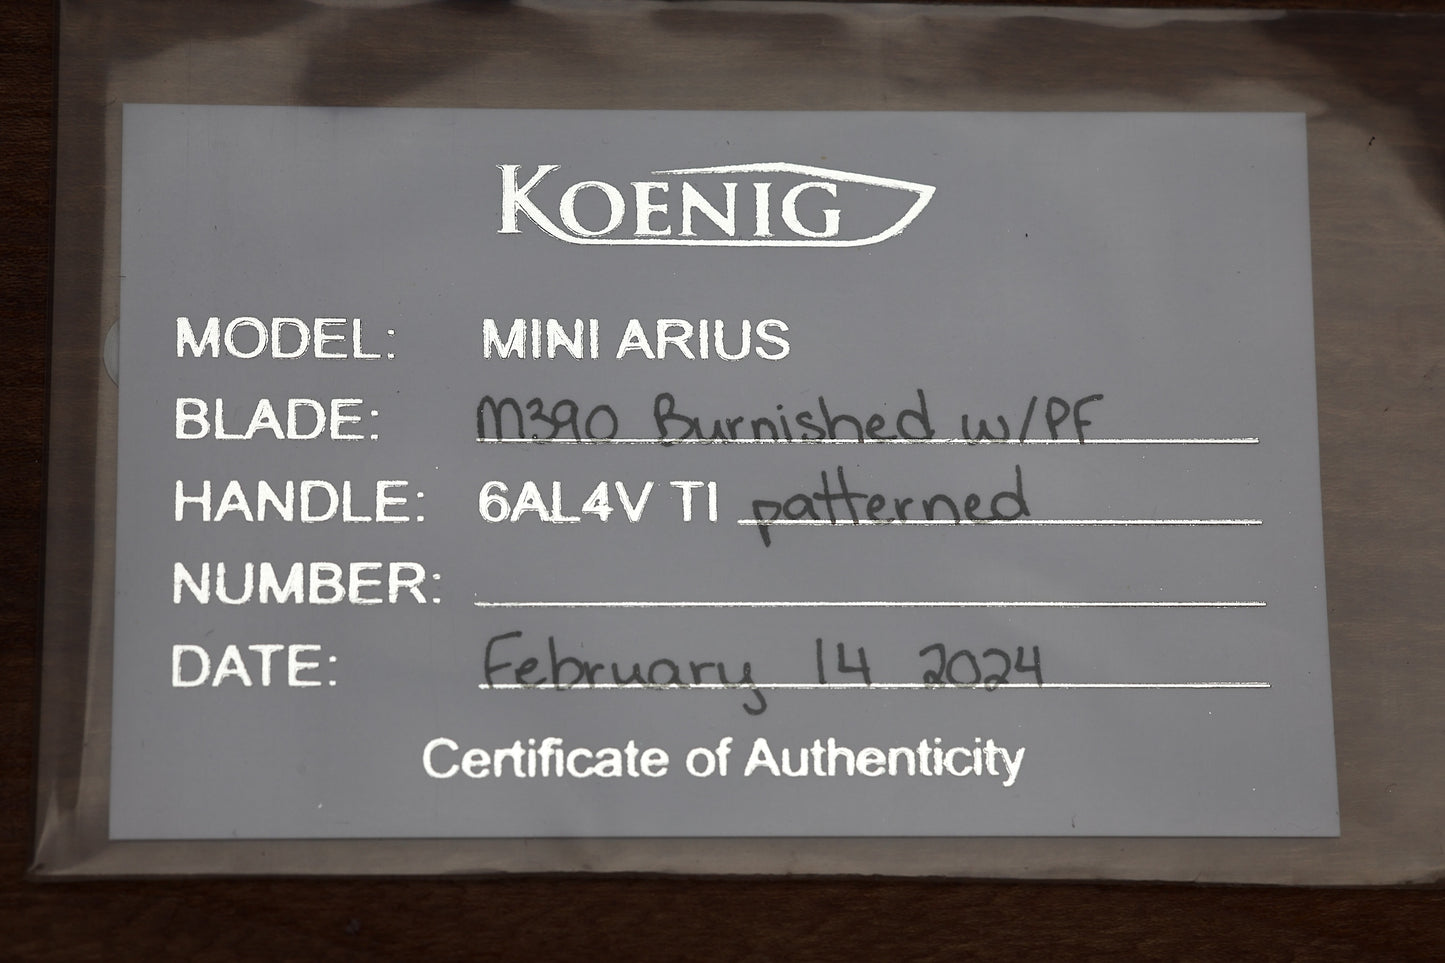 KOENIG
MODEL: MINI ARIUS
BLADE: M390 Burnished w/PF
HANDLE: 6AL4V TI patterned
NUMBER:
DATE: February 14 2024
Certificate of Authenticity